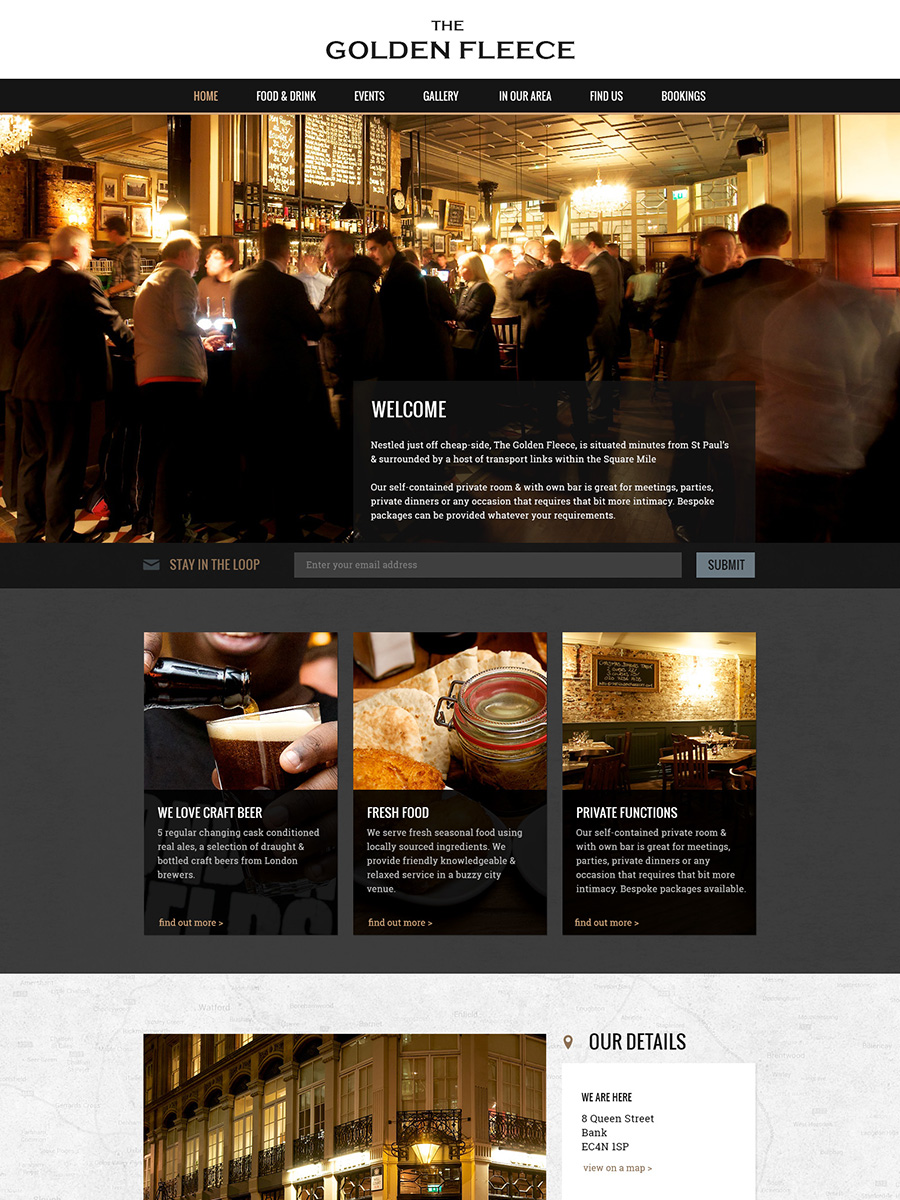 THE
GOLDEN FLEECE
HOME FOOD & DRINK EVENTS GALLERY IN OUR AREA FIND US BOOKINGS
WELCOME
Nestled just off cheap-side, The Golden Fleece, is situated minutes from St Paul's
& surrounded by a host of transport links within the Square Mile
Our self-contained private room & with own bar is great for meetings, parties,
private dinners or any occasion that requires that bit more intimacy. Bespoke
packages can be provided whatever your requirements.
STAY IN THE LOOP Enter your email address SUBMIT
WE LOVE CRAFT BEER
5 regular changing cask conditioned
real ales, a selection of draught &
bottled craft beers from London
brewers.
find out more >
FRESH FOOD
We serve fresh seasonal food using
locally sourced ingredients. We
provide friendly knowledgeable &
relaxed service in a buzzy city
venue.
find out more >
PRIVATE FUNCTIONS
Our self-contained private room &
with own bar is great for meetings,
parties, private dinners or any
occasion that requires that bit more
intimacy. Bespoke packages available.
find out more >
Watford
Enfield
Brentwood
OUR DETAILS
WE ARE HERE
8 Queen Street
Bank
EC4N 1SP
view on a map >